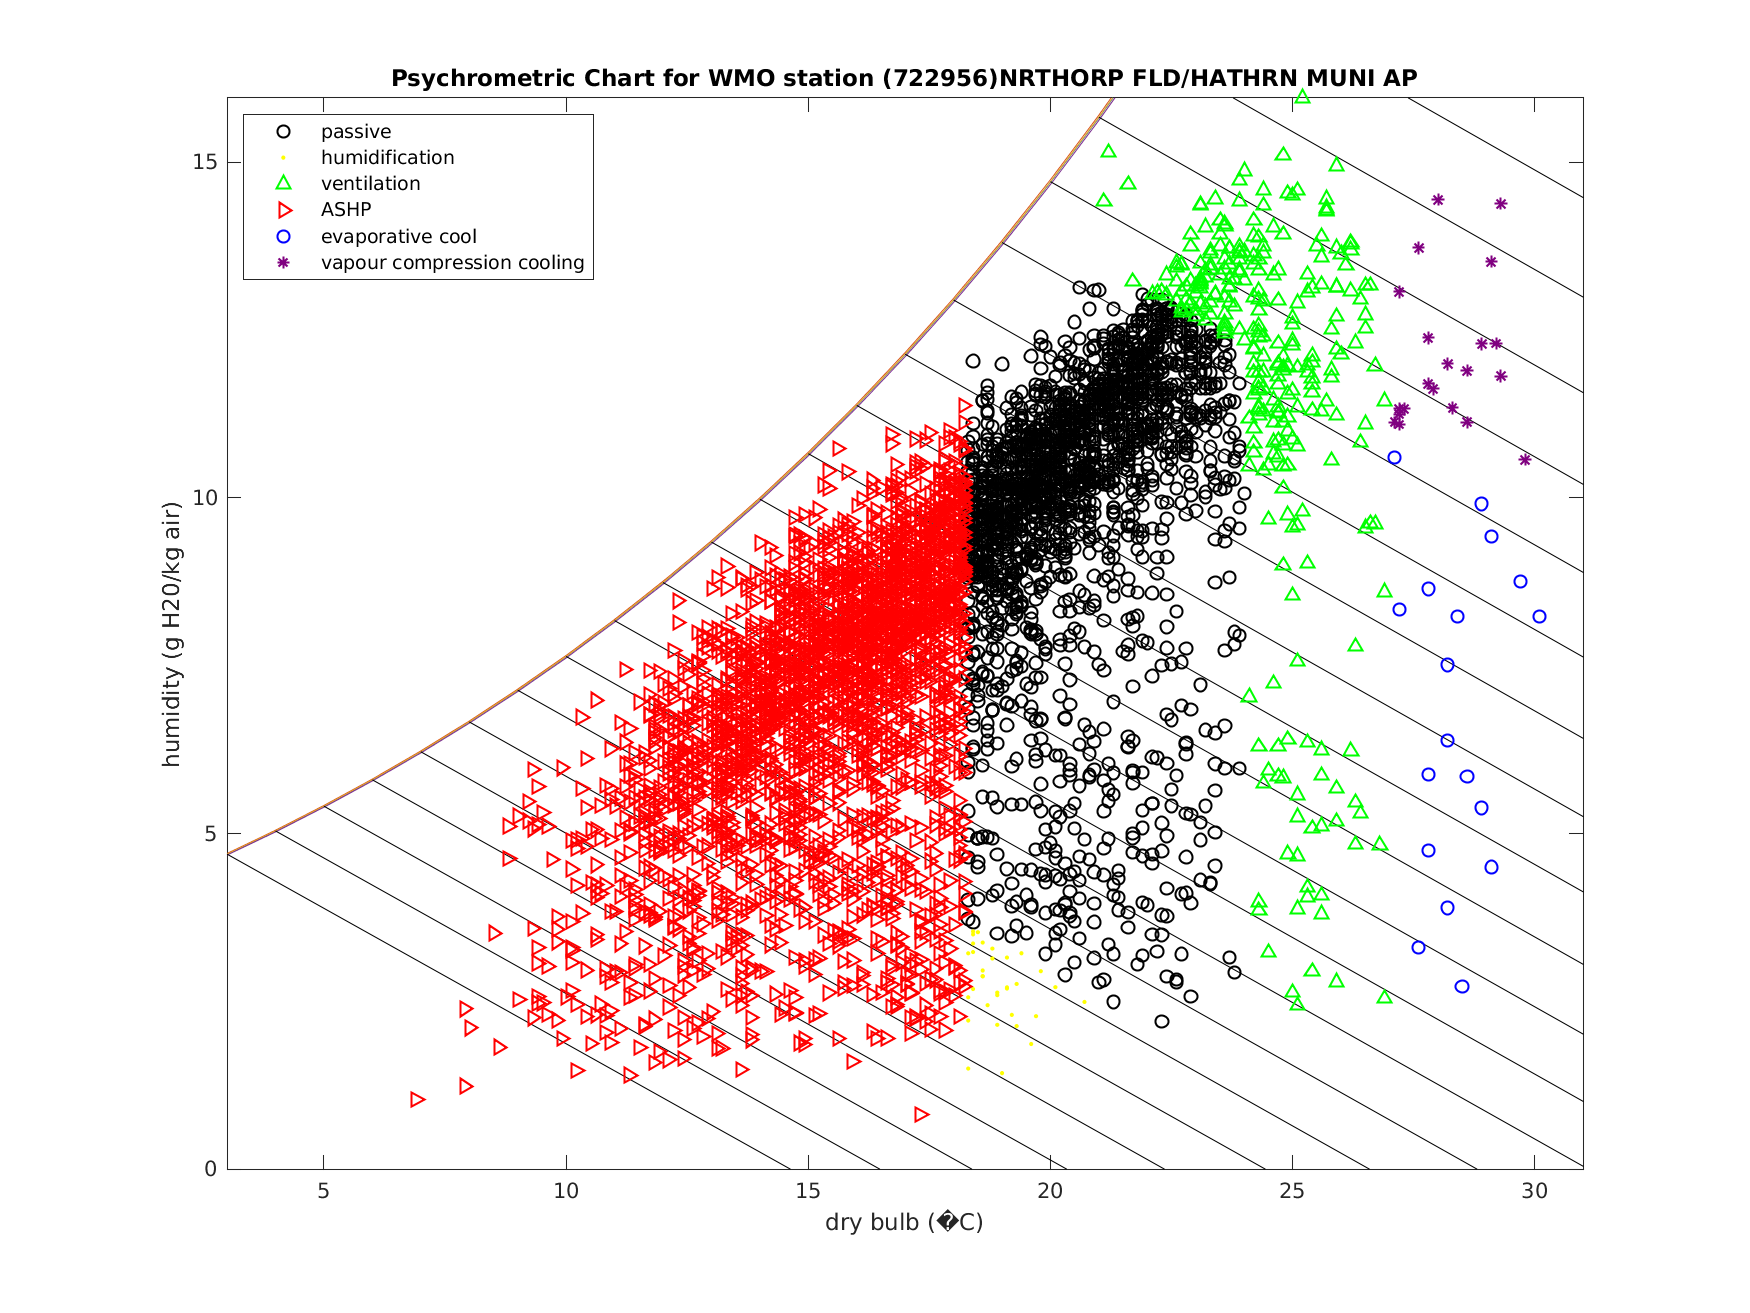 Psychrometric Chart for WMO station (722956)NRTHORP FLD/HATHRN MUNI AP
passive
humidification
ventilation
ASHP
evaporative cool
vapour compression cooling
humidity (g H20/kg air)
15
10
5
0
5 10 15 20 25 30
dry bulb (�C)